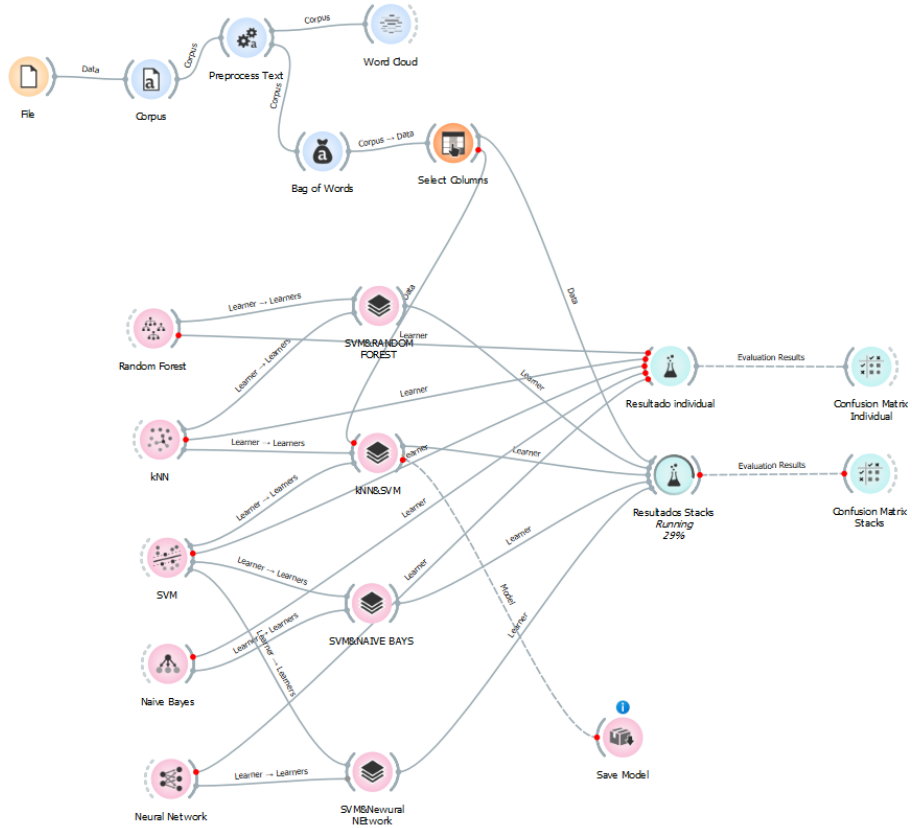 Corpus
Word Cloud
Data
Corpus
Preprocess Text
File
Corpus
Corpus
Corpus → Data
Bag of Words
Select Columns
Data
Data
Learner → Learners
SVM&RANDOM
FOREST
Learner
Random Forest
Learner → Learners
Learner
Learner
Resultado individual
Evaluation Results
Confusion Matrix
Individual
kNN
Learner → Learners
Learner
Learner
kNN&SVM
Learner → Learners
Evaluation Results
Resultados Stacks
Running
29%
Confusion Matrix
Stacks
Learner
Learner
SVM
Learner → Learners
Learner
Model
SVM&NAIVE BAYS
Learner → Learners
Learner → Learners
Learner
Naive Bayes
i
Save Model
Neural Network
Learner → Learners
SVM&Newural
NEtwork